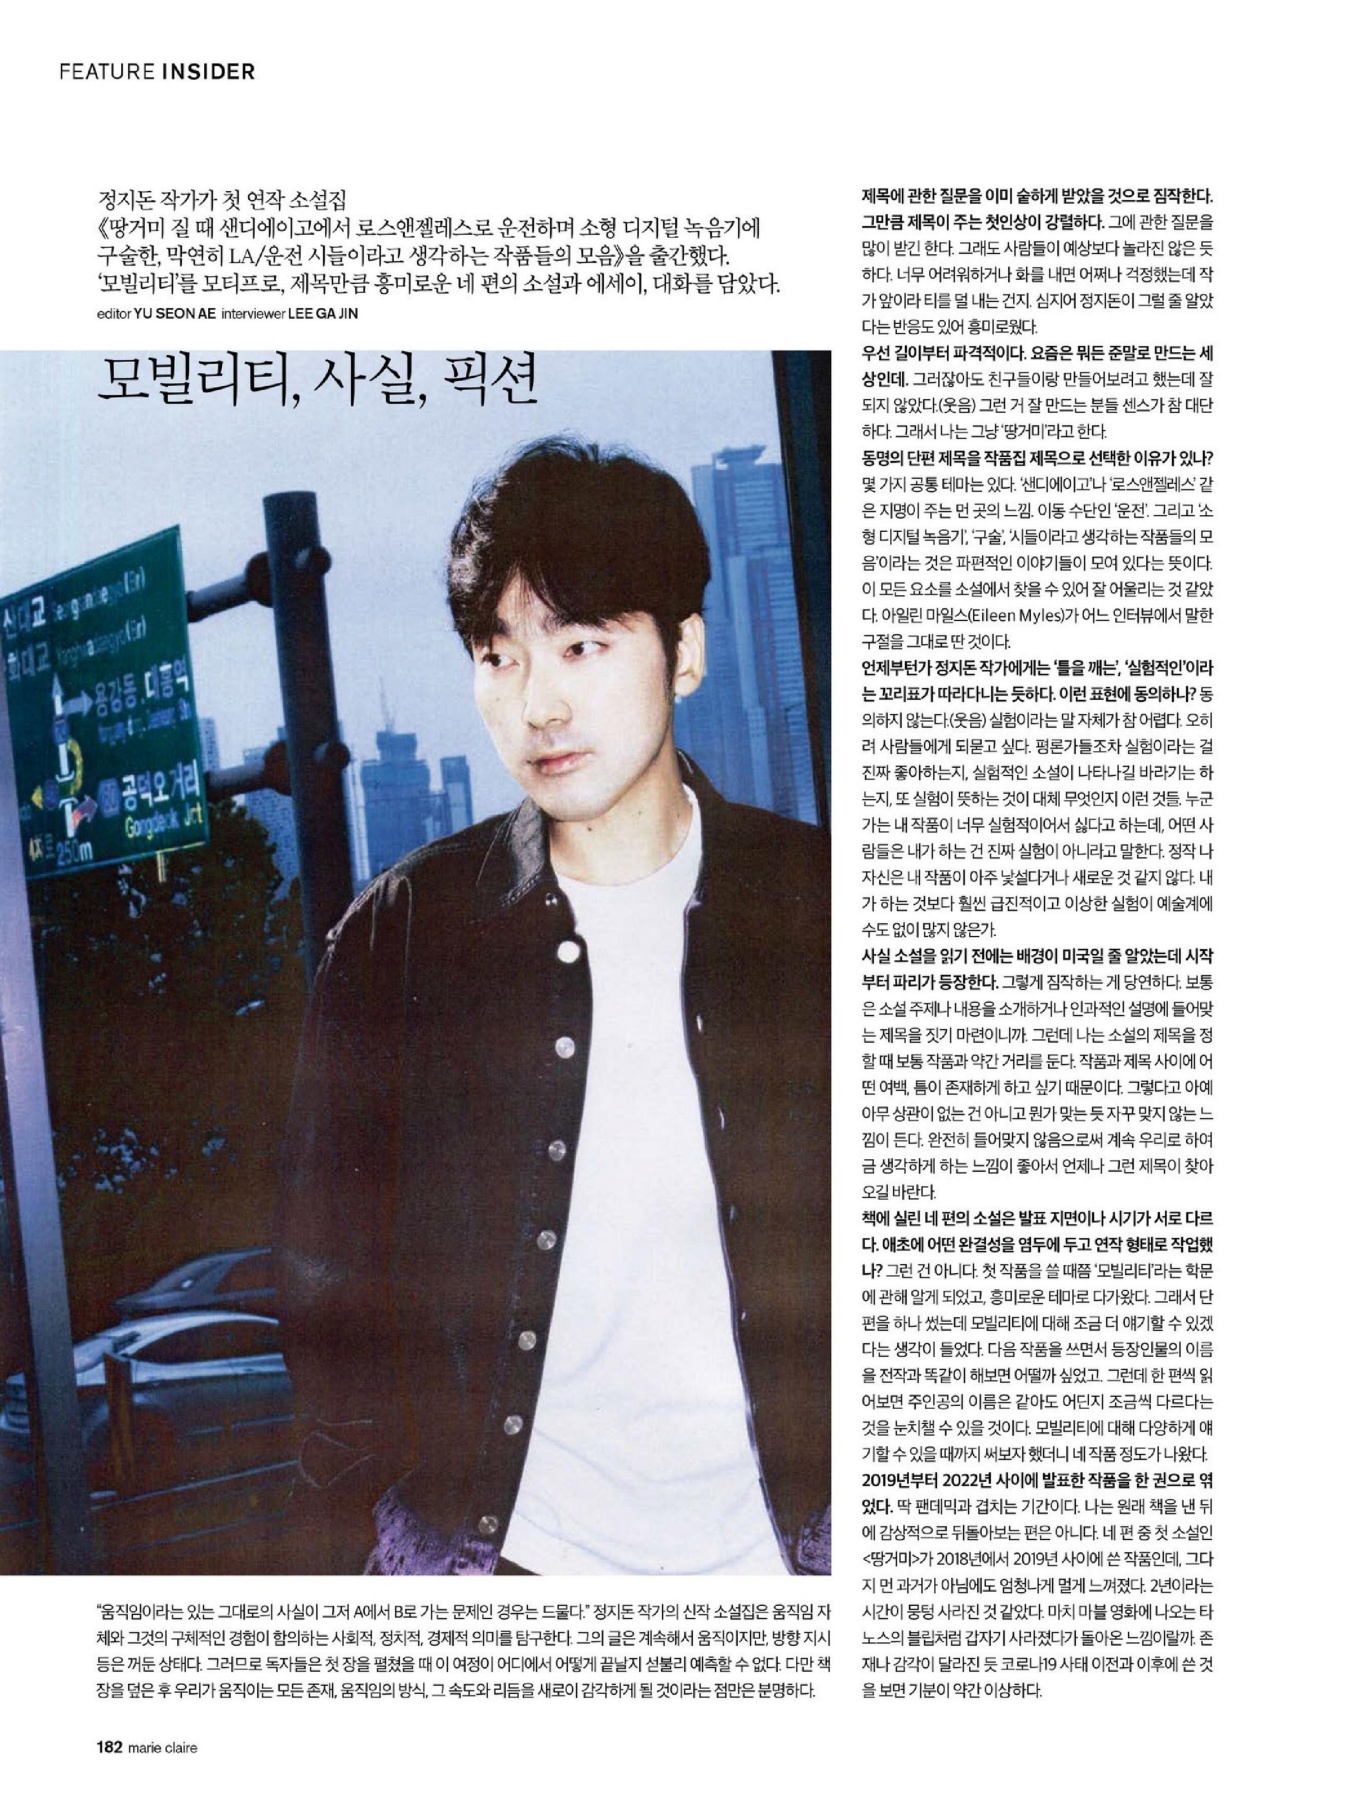 FEATURE INSIDER
정지돈 작가가 첫 연작 소설집
《땅거미 질 때 샌디에이고에서 로스앤젤레스로 운전하며 소형 디지털 녹음기에
구술한, 막연히 LA/운전 시들이라고 생각하는 작품들의 모음》을 출간했다.
‘모빌리티’를 모티프로, 제목만큼 흥미로운 네 편의 소설과 에세이, 대화를 담았다.
editor YU SEON AE interviewer LEE GA JIN
모빌리티, 사실, 픽션
신대교 Seogangdaegyo(Br)
화대교 Yanghwadaegyo(Br)
용강동, 대흥역
공덕오거리
Gongdeok Jct
250m
“움직임이라는 있는 그대로의 사실이 그저 A에서 B로 가는 문제인 경우는 드물다.” 정지돈 작가의 신작 소설집은 움직임 자
체와 그것의 구체적인 경험이 함의하는 사회적, 정치적, 경제적 의미를 탐구한다. 그의 글은 계속해서 움직이지만, 방향 지시
등은 꺼둔 상태다. 그러므로 독자들은 첫 장을 펼쳤을 때 이 여정이 어디에서 어떻게 끝날지 섣불리 예측할 수 없다. 다만 책
장을 덮은 후 우리가 움직이는 모든 존재, 움직임의 방식, 그 속도와 리듬을 새로이 감각하게 될 것이라는 점만은 분명하다.
제목에 관한 질문을 이미 숱하게 받았을 것으로 짐작한다.
그만큼 제목이 주는 첫인상이 강렬하다. 그에 관한 질문을
많이 받긴 한다. 그래도 사람들이 예상보다 놀라진 않은 듯
하다. 너무 어려워하거나 화를 내면 어쩌나 걱정했는데 작
가 앞이라 티를 덜 내는 건지. 심지어 정지돈이 그럴 줄 알았
다는 반응도 있어 흥미로웠다.
우선 길이부터 파격적이다. 요즘은 뭐든 준말로 만드는 세
상인데. 그러잖아도 친구들이랑 만들어보려고 했는데 잘
되지 않았다.(웃음) 그런 거 잘 만드는 분들 센스가 참 대단
하다. 그래서 나는 그냥 ‘땅거미’라고 한다.
동명의 단편 제목을 작품집 제목으로 선택한 이유가 있나?
몇 가지 공통 테마는 있다. ‘샌디에이고’나 ‘로스앤젤레스’ 같
은 지명이 주는 먼 곳의 느낌. 이동 수단인 ‘운전’. 그리고 ‘소
형 디지털 녹음기’, ‘구술’, ‘시들이라고 생각하는 작품들의 모
음’이라는 것은 파편적인 이야기들이 모여 있다는 뜻이다.
이 모든 요소를 소설에서 찾을 수 있어 잘 어울리는 것 같았
다. 아일린 마일스(Eileen Myles)가 어느 인터뷰에서 말한
구절을 그대로 딴 것이다.
언제부턴가 정지돈 작가에게는 ‘틀을 깨는’, ‘실험적인’이라
는 꼬리표가 따라다니는 듯하다. 이런 표현에 동의하나? 동
의하지 않는다.(웃음) 실험이라는 말 자체가 참 어렵다. 오히
려 사람들에게 되묻고 싶다. 평론가들조차 실험이라는 걸
진짜 좋아하는지, 실험적인 소설이 나타나길 바라기는 하
는지, 또 실험이 뜻하는 것이 대체 무엇인지 이런 것들. 누군
가는 내 작품이 너무 실험적이어서 싫다고 하는데, 어떤 사
람들은 내가 하는 건 진짜 실험이 아니라고 말한다. 정작 나
자신은 내 작품이 아주 낯설다거나 새로운 것 같지 않다. 내
가 하는 것보다 훨씬 급진적이고 이상한 실험이 예술계에
수도 없이 많지 않은가.
사실 소설을 읽기 전에는 배경이 미국일 줄 알았는데 시작
부터 파리가 등장한다. 그렇게 짐작하는 게 당연하다. 보통
은 소설 주제나 내용을 소개하거나 인과적인 설명에 들어맞
는 제목을 짓기 마련이니까. 그런데 나는 소설의 제목을 정
할 때 보통 작품과 약간 거리를 둔다. 작품과 제목 사이에 어
떤 여백, 틈이 존재하게 하고 싶기 때문이다. 그렇다고 아예
아무 상관이 없는 건 아니고 뭔가 맞는 듯 자꾸 맞지 않는 느
낌이 든다. 완전히 들어맞지 않음으로써 계속 우리로 하여
금 생각하게 하는 느낌이 좋아서 언제나 그런 제목이 찾아
오길 바란다.
책에 실린 네 편의 소설은 발표 지면이나 시기가 서로 다르
다. 애초에 어떤 완결성을 염두에 두고 연작 형태로 작업했
나? 그런 건 아니다. 첫 작품을 쓸 때쯤 ‘모빌리티’라는 학문
에 관해 알게 되었고, 흥미로운 테마로 다가왔다. 그래서 단
편을 하나 썼는데 모빌리티에 대해 조금 더 얘기할 수 있겠
다는 생각이 들었다. 다음 작품을 쓰면서 등장인물의 이름
을 전작과 똑같이 해보면 어떨까 싶었고. 그런데 한 편씩 읽
어보면 주인공의 이름은 같아도 어딘지 조금씩 다르다는
것을 눈치챌 수 있을 것이다. 모빌리티에 대해 다양하게 얘
기할 수 있을 때까지 써보자 했더니 네 작품 정도가 나왔다.
2019년부터 2022년 사이에 발표한 작품을 한 권으로 엮
었다. 딱 팬데믹과 겹치는 기간이다. 나는 원래 책을 낸 뒤
에 감상적으로 뒤돌아보는 편은 아니다. 네 편 중 첫 소설인
<땅거미>가 2018년에서 2019년 사이에 쓴 작품인데, 그다
지 먼 과거가 아님에도 엄청나게 멀게 느껴졌다. 2년이라는
시간이 뭉텅 사라진 것 같았다. 마치 마블 영화에 나오는 타
노스의 블립처럼 갑자기 사라졌다가 돌아온 느낌이랄까. 존
재나 감각이 달라진 듯 코로나19 사태 이전과 이후에 쓴 것
을 보면 기분이 약간 이상하다.
182 marie claire